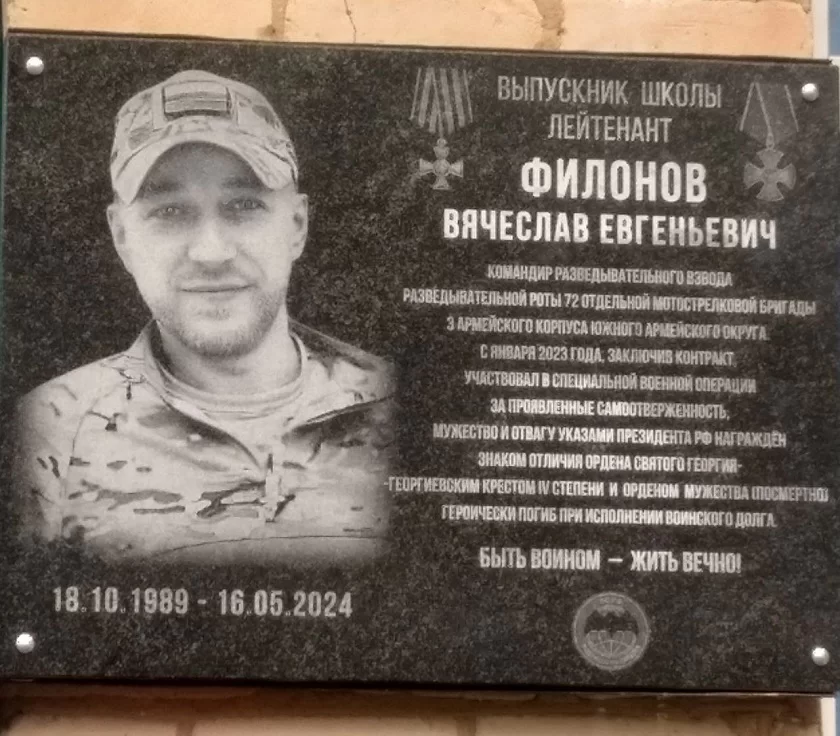 ВЫПУСКНИК ШКОЛЫ
ЛЕЙТЕНАНТ
ФИЛОНОВ
ВЯЧЕСЛАВ ЕВГЕНЬЕВИЧ
КОМАНДИР РАЗВЕДЫВАТЕЛЬНОГО ВЗВОДА
РАЗВЕДЫВАТЕЛЬНОЙ РОТЫ 72 ОТДЕЛЬНОЙ МОТОСТРЕЛКОВОЙ БРИГАДЫ
3 АРМЕЙСКОГО КОРПУСА ЮЖНОГО АРМЕЙСКОГО ОКРУГА.
С ЯНВАРЯ 2023 ГОДА, ЗАКЛЮЧИВ КОНТРАКТ,
УЧАСТВОВАЛ В СПЕЦИАЛЬНОЙ ВОЕННОЙ ОПЕРАЦИИ
ЗА ПРОЯВЛЕННЫЕ САМООТВЕРЖЕННОСТЬ,
МУЖЕСТВО И ОТВАГУ УКАЗАМИ ПРЕЗИДЕНТА РФ НАГРАЖДЁН
ЗНАКОМ ОТЛИЧИЯ ОРДЕНА СВЯТОГО ГЕОРГИЯ-
-ГЕОРГИЕВСКИМ КРЕСТОМ IV СТЕПЕНИ И ОРДЕНОМ МУЖЕСТВА (ПОСМЕРТНО)
ГЕРОИЧЕСКИ ПОГИБ ПРИ ИСПОЛНЕНИИ ВОИНСКОГО ДОЛГА.
БЫТЬ ВОИНОМ – ЖИТЬ ВЕЧНО!
18.10.1989 - 16.05.2024